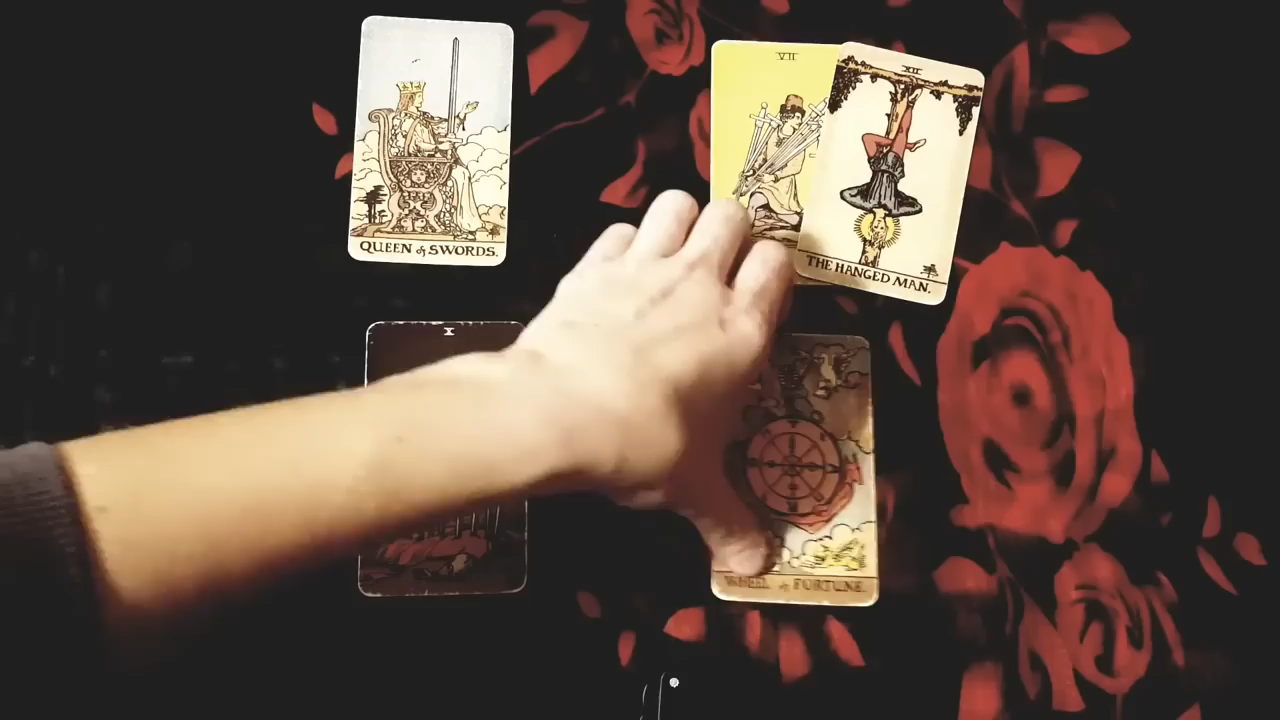 VII
XII
QUEEN of SWORDS.
THE HANGED MAN.
X
WHEEL of FORTUNE.